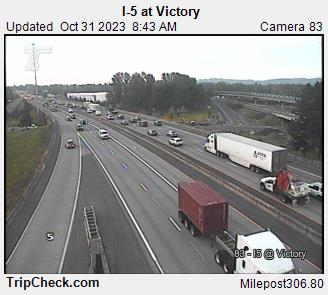 I-5 at Victory
Updated Oct 31 2023 8:43 AM Camera 83
S
83 - I5 @ Victory
TripCheck.com Milepost306.80